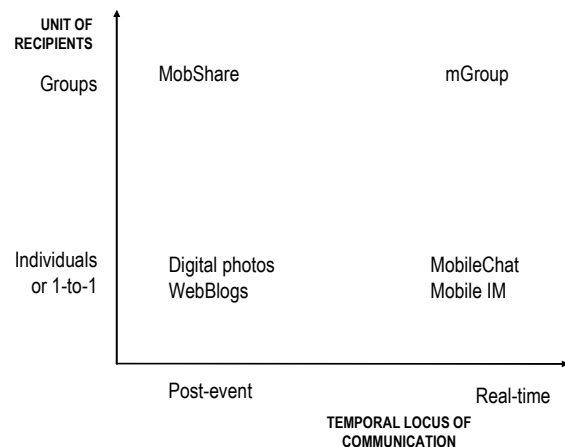 UNIT OF
RECIPIENTS
Groups
MobShare
mGroup
Individuals
or 1-to-1
Digital photos
WebBlogs
MobileChat
Mobile IM
Post-event
Real-time
TEMPORAL LOCUS OF
COMMUNICATION